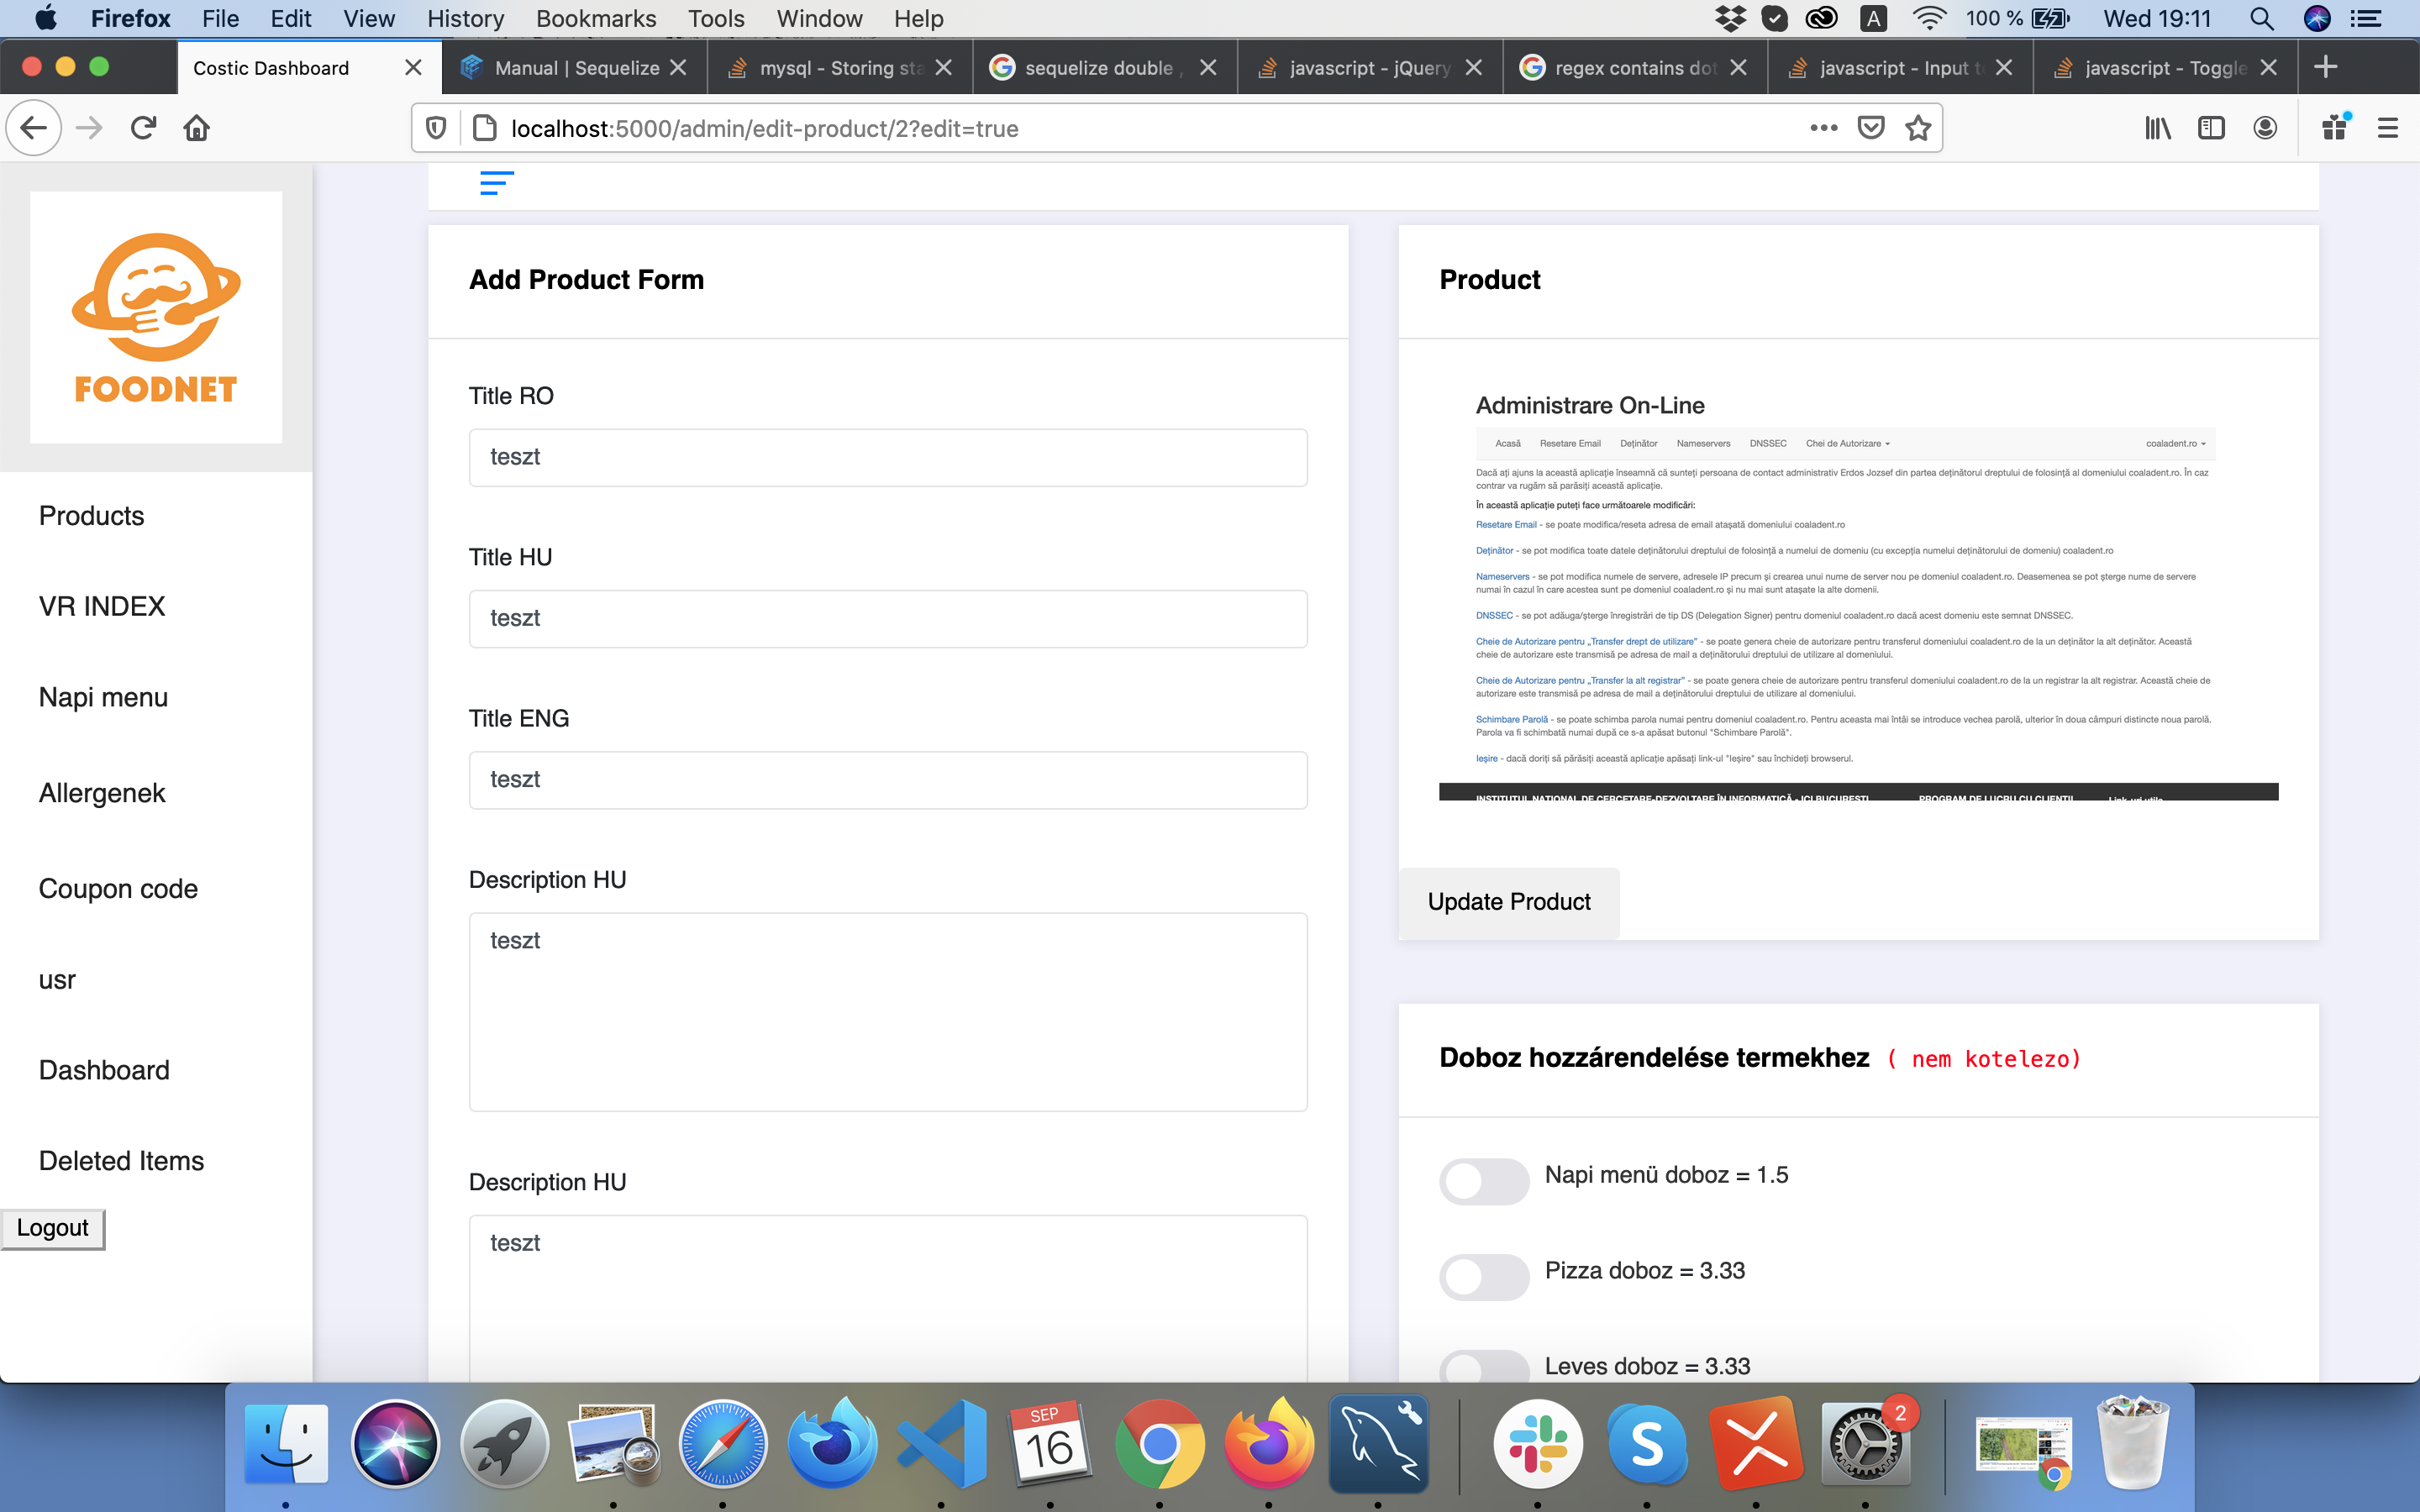 Firefox File Edit View History Bookmarks Tools Window Help
A 100 % Wed 19:11
Costic Dashboard
Manual | Sequelize
mysql - Storing sta
sequelize double ,
javascript - jQuery
regex contains dot
javascript - Input t
javascript - Toggle
localhost:5000/admin/edit-product/2?edit=true
FOODNET
Products
VR INDEX
Napi menu
Allergenek
Coupon code
usr
Dashboard
Deleted Items
Logout
Add Product Form
Title RO
teszt
Title HU
teszt
Title ENG
teszt
Description HU
teszt
Description HU
teszt
Product
Administrare On-Line
Acasă Resetare Email Deținător Nameservers DNSSEC Chei de Autorizare coaladent.ro
Dacă ați ajuns la această aplicație înseamnă că sunteți persoana de contact administrativ Erdos Jozsef din partea deținătorul dreptului de folosință al domeniului coaladent.ro. În caz
contrar va rugăm să parăsiți această aplicație.
În această aplicație puteți face următoarele modificări:
Resetare Email - se poate modifica/reseta adresa de email atașată domeniului coaladent.ro
Deținător - se pot modifica toate datele deținătorului dreptului de folosință a numelui de domeniu (cu excepția numelui deținătorului de domeniu) coaladent.ro
Nameservers - se pot modifica numele de servere, adresele IP precum și crearea unui nume de server nou pe domeniul coaladent.ro. Deasemenea se pot șterge nume de servere
numai în cazul în care acestea sunt pe domeniul coaladent.ro și nu mai sunt atașate la alte domenii.
DNSSEC - se pot adăuga/șterge înregistrări de tip DS (Delegation Signer) pentru domeniul coaladent.ro dacă acest domeniu este semnat DNSSEC.
Cheie de Autorizare pentru „Transfer drept de utilizare" - se poate genera cheie de autorizare pentru transferul domeniului coaladent.ro de la un deținător la alt deținător. Această
cheie de autorizare este transmisă pe adresa de mail a deținătorului dreptului de utilizare al domeniului.
Cheie de Autorizare pentru „Transfer la alt registrar" - se poate genera cheie de autorizare pentru transferul domeniului coaladent.ro de la un registrar la alt registrar. Această cheie de
autorizare este transmisă pe adresa de mail a deținătorului dreptului de utilizare al domeniului.
Schimbare Parolă - se poate schimba parola numai pentru domeniul coaladent.ro. Pentru aceasta mai întâi se introduce vechea parolă, ulterior în doua câmpuri distincte noua parolă.
Parola va fi schimbată numai după ce s-a apăsat butonul "Schimbare Parolă".
Ieșire - dacă doriți să părăsiți această aplicație apăsați link-ul "Ieșire" sau închideți browserul.
INSTITUTUL NAȚIONAL DE CERCETARE-DEZVOLTARE ÎN INFORMATICĂ - ICI BUCUREȘTI PROGRAM DE LUCRU CU CLIENȚII Link-uri utile
Update Product
Doboz hozzárendelése termekhez ( nem kotelezo)
Napi menü doboz = 1.5
Pizza doboz = 3.33
Leves doboz = 3.33
SEP
16
S
2